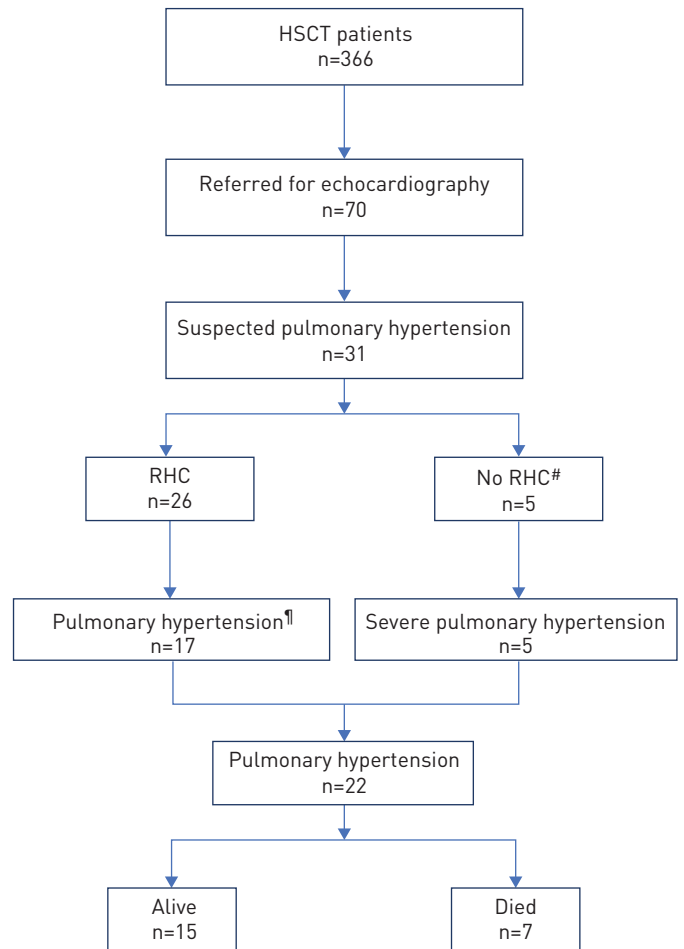 HSCT patients
n=366
Referred for echocardiography
n=70
Suspected pulmonary hypertension
n=31
RHC
n=26
No RHC#
n=5
Pulmonary hypertension¶
n=17
Severe pulmonary hypertension
n=5
Pulmonary hypertension
n=22
Alive
n=15
Died
n=7